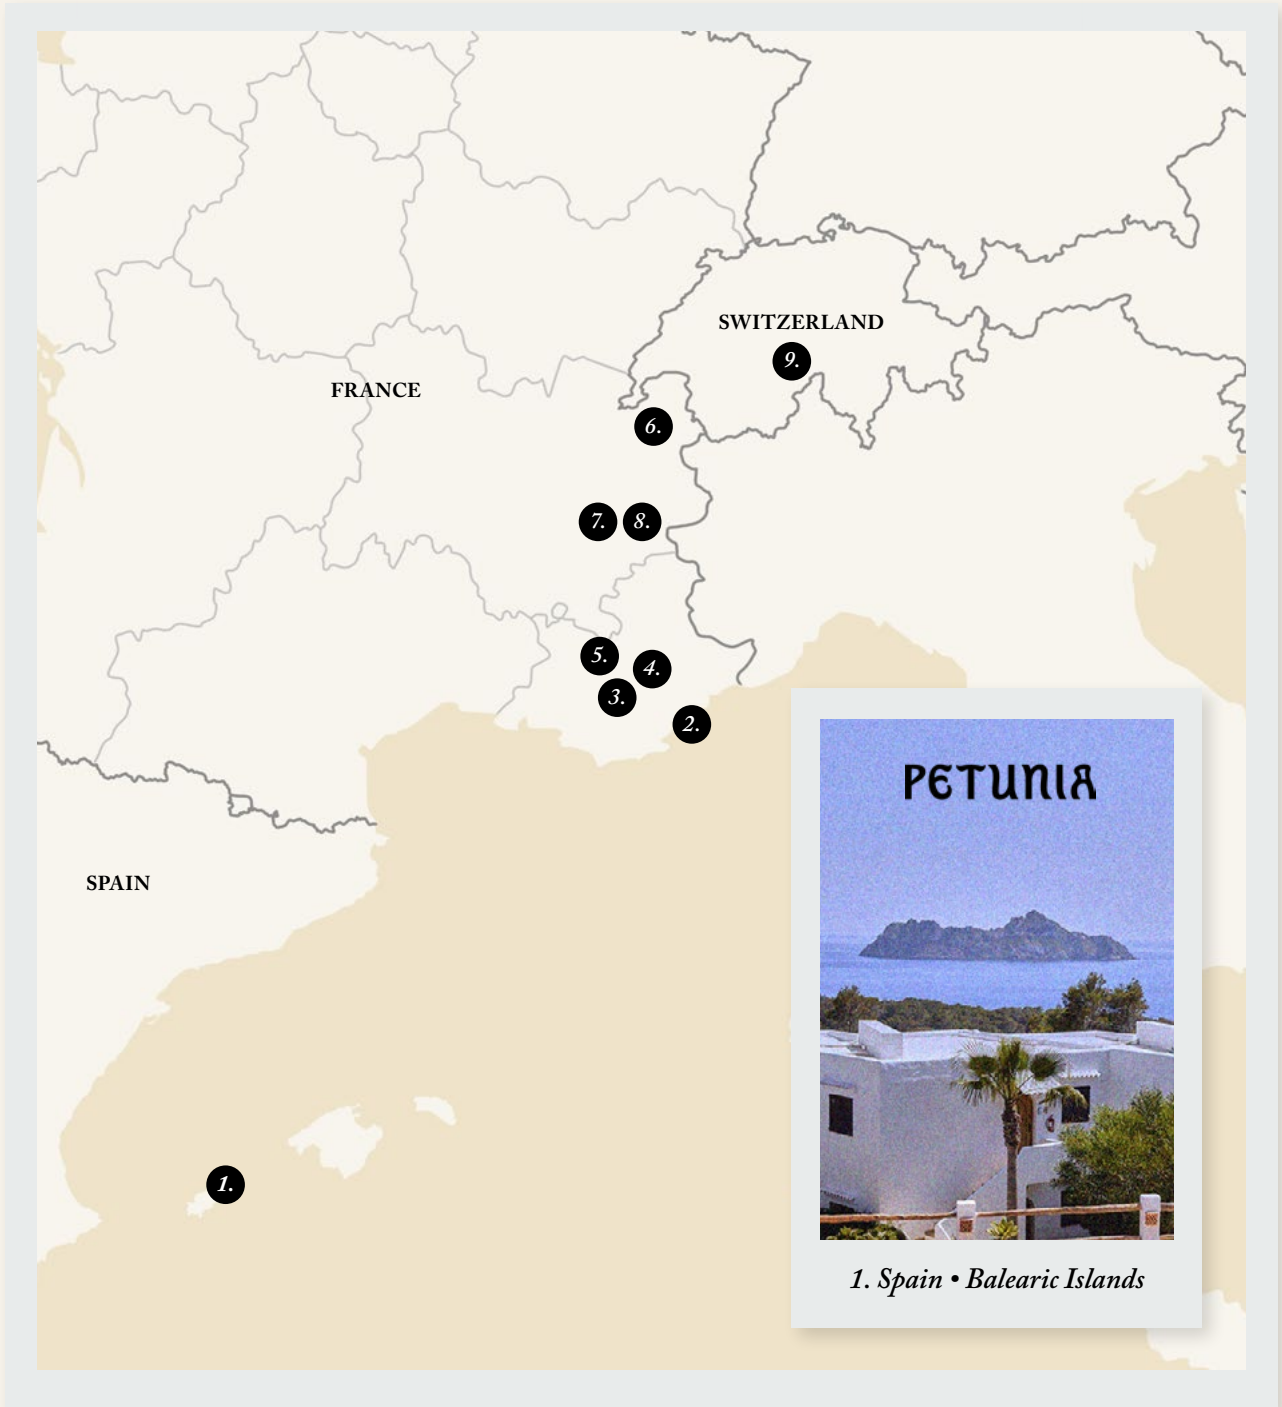 SWITZERLAND
9.
FRANCE
6.
7. 8.
5. 4.
3.
2.
PETUNIA
SPAIN
1.
1. Spain • Balearic Islands